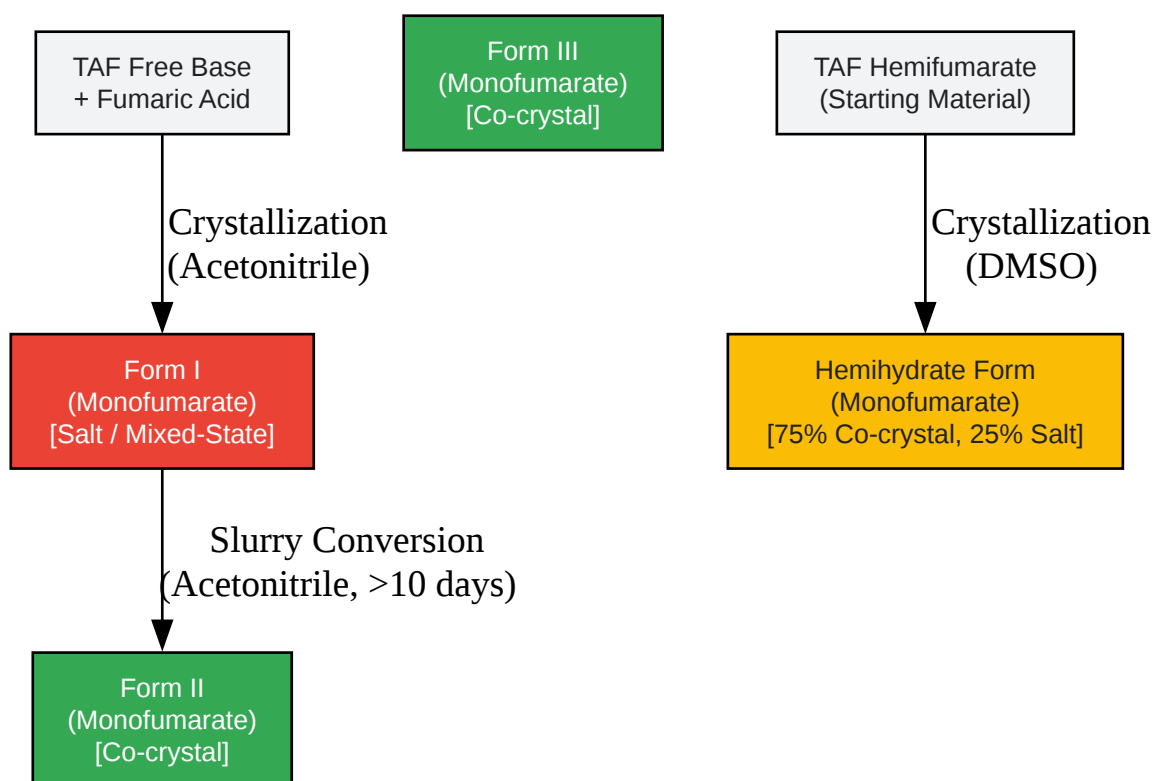 TAF Free Base
+ Fumaric Acid
Form III
(Monofumarate)
[Co-crystal]
TAF Hemifumarate
(Starting Material)
Crystallization
(Acetonitrile)
Crystallization
(DMSO)
Form I
(Monofumarate)
[Salt / Mixed-State]
Hemihydrate Form
(Monofumarate)
[75% Co-crystal, 25% Salt]
Slurry Conversion
(Acetonitrile, >10 days)
Form II
(Monofumarate)
[Co-crystal]